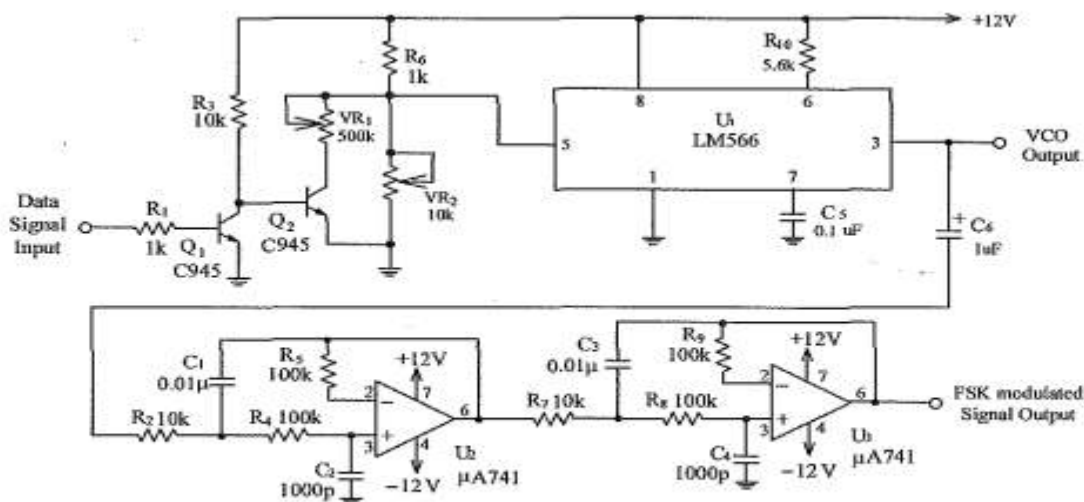 +12V
R10
5.6k
R6
1k
R3
10k
VR1
500k
8
6
U1
LM566
5
3
1
7
VCO
Output
VR2
10k
Data
Signal
Input
R1
1k
Q1
C945
Q2
C945
C5
0.1 uF
+
C6
1uF
C1
0.01µ
R5
100k
+12V
2
7
6
3
4
R2 10k
R4 100k
C2
1000p
-12V
U2
µA741
C3
0.01µ
R9
100k
+12V
2
7
6
3
4
R7 10k
R8 100k
C4
1000p
-12V
U3
µA741
FSK modulated
Signal Output